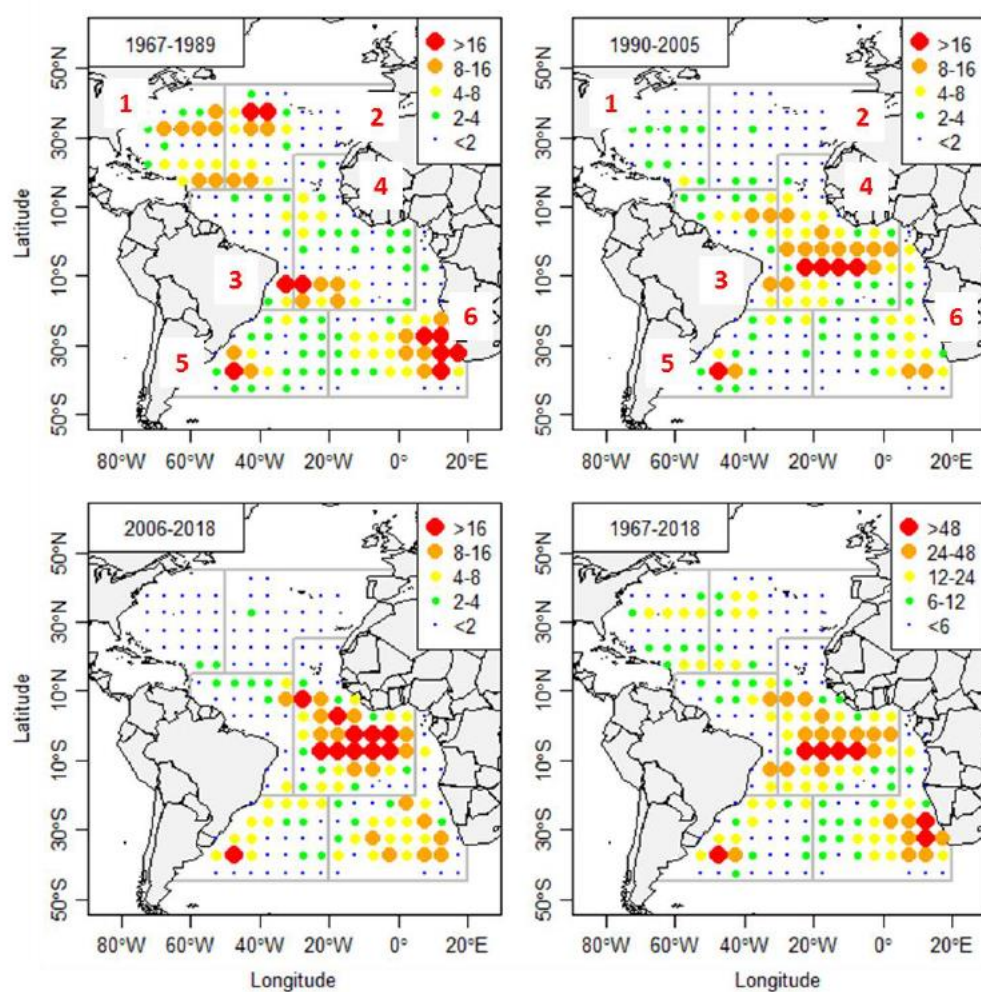 1967-1989
>16
8-16
4-8
2-4
<2
1
2
3
4
5
6
50°N
30°N
10°N
10°S
30°S
50°S
Latitude
80°W
60°W
40°W
20°W
0°
20°E
1990-2005
>16
8-16
4-8
2-4
<2
1
2
3
4
5
6
50°N
30°N
10°N
10°S
30°S
50°S
80°W
60°W
40°W
20°W
0°
20°E
2006-2018
>16
8-16
4-8
2-4
<2
50°N
30°N
10°N
10°S
30°S
50°S
Latitude
80°W
60°W
40°W
20°W
0°
20°E
Longitude
1967-2018
>48
24-48
12-24
6-12
<6
50°N
30°N
10°N
10°S
30°S
50°S
80°W
60°W
40°W
20°W
0°
20°E
Longitude